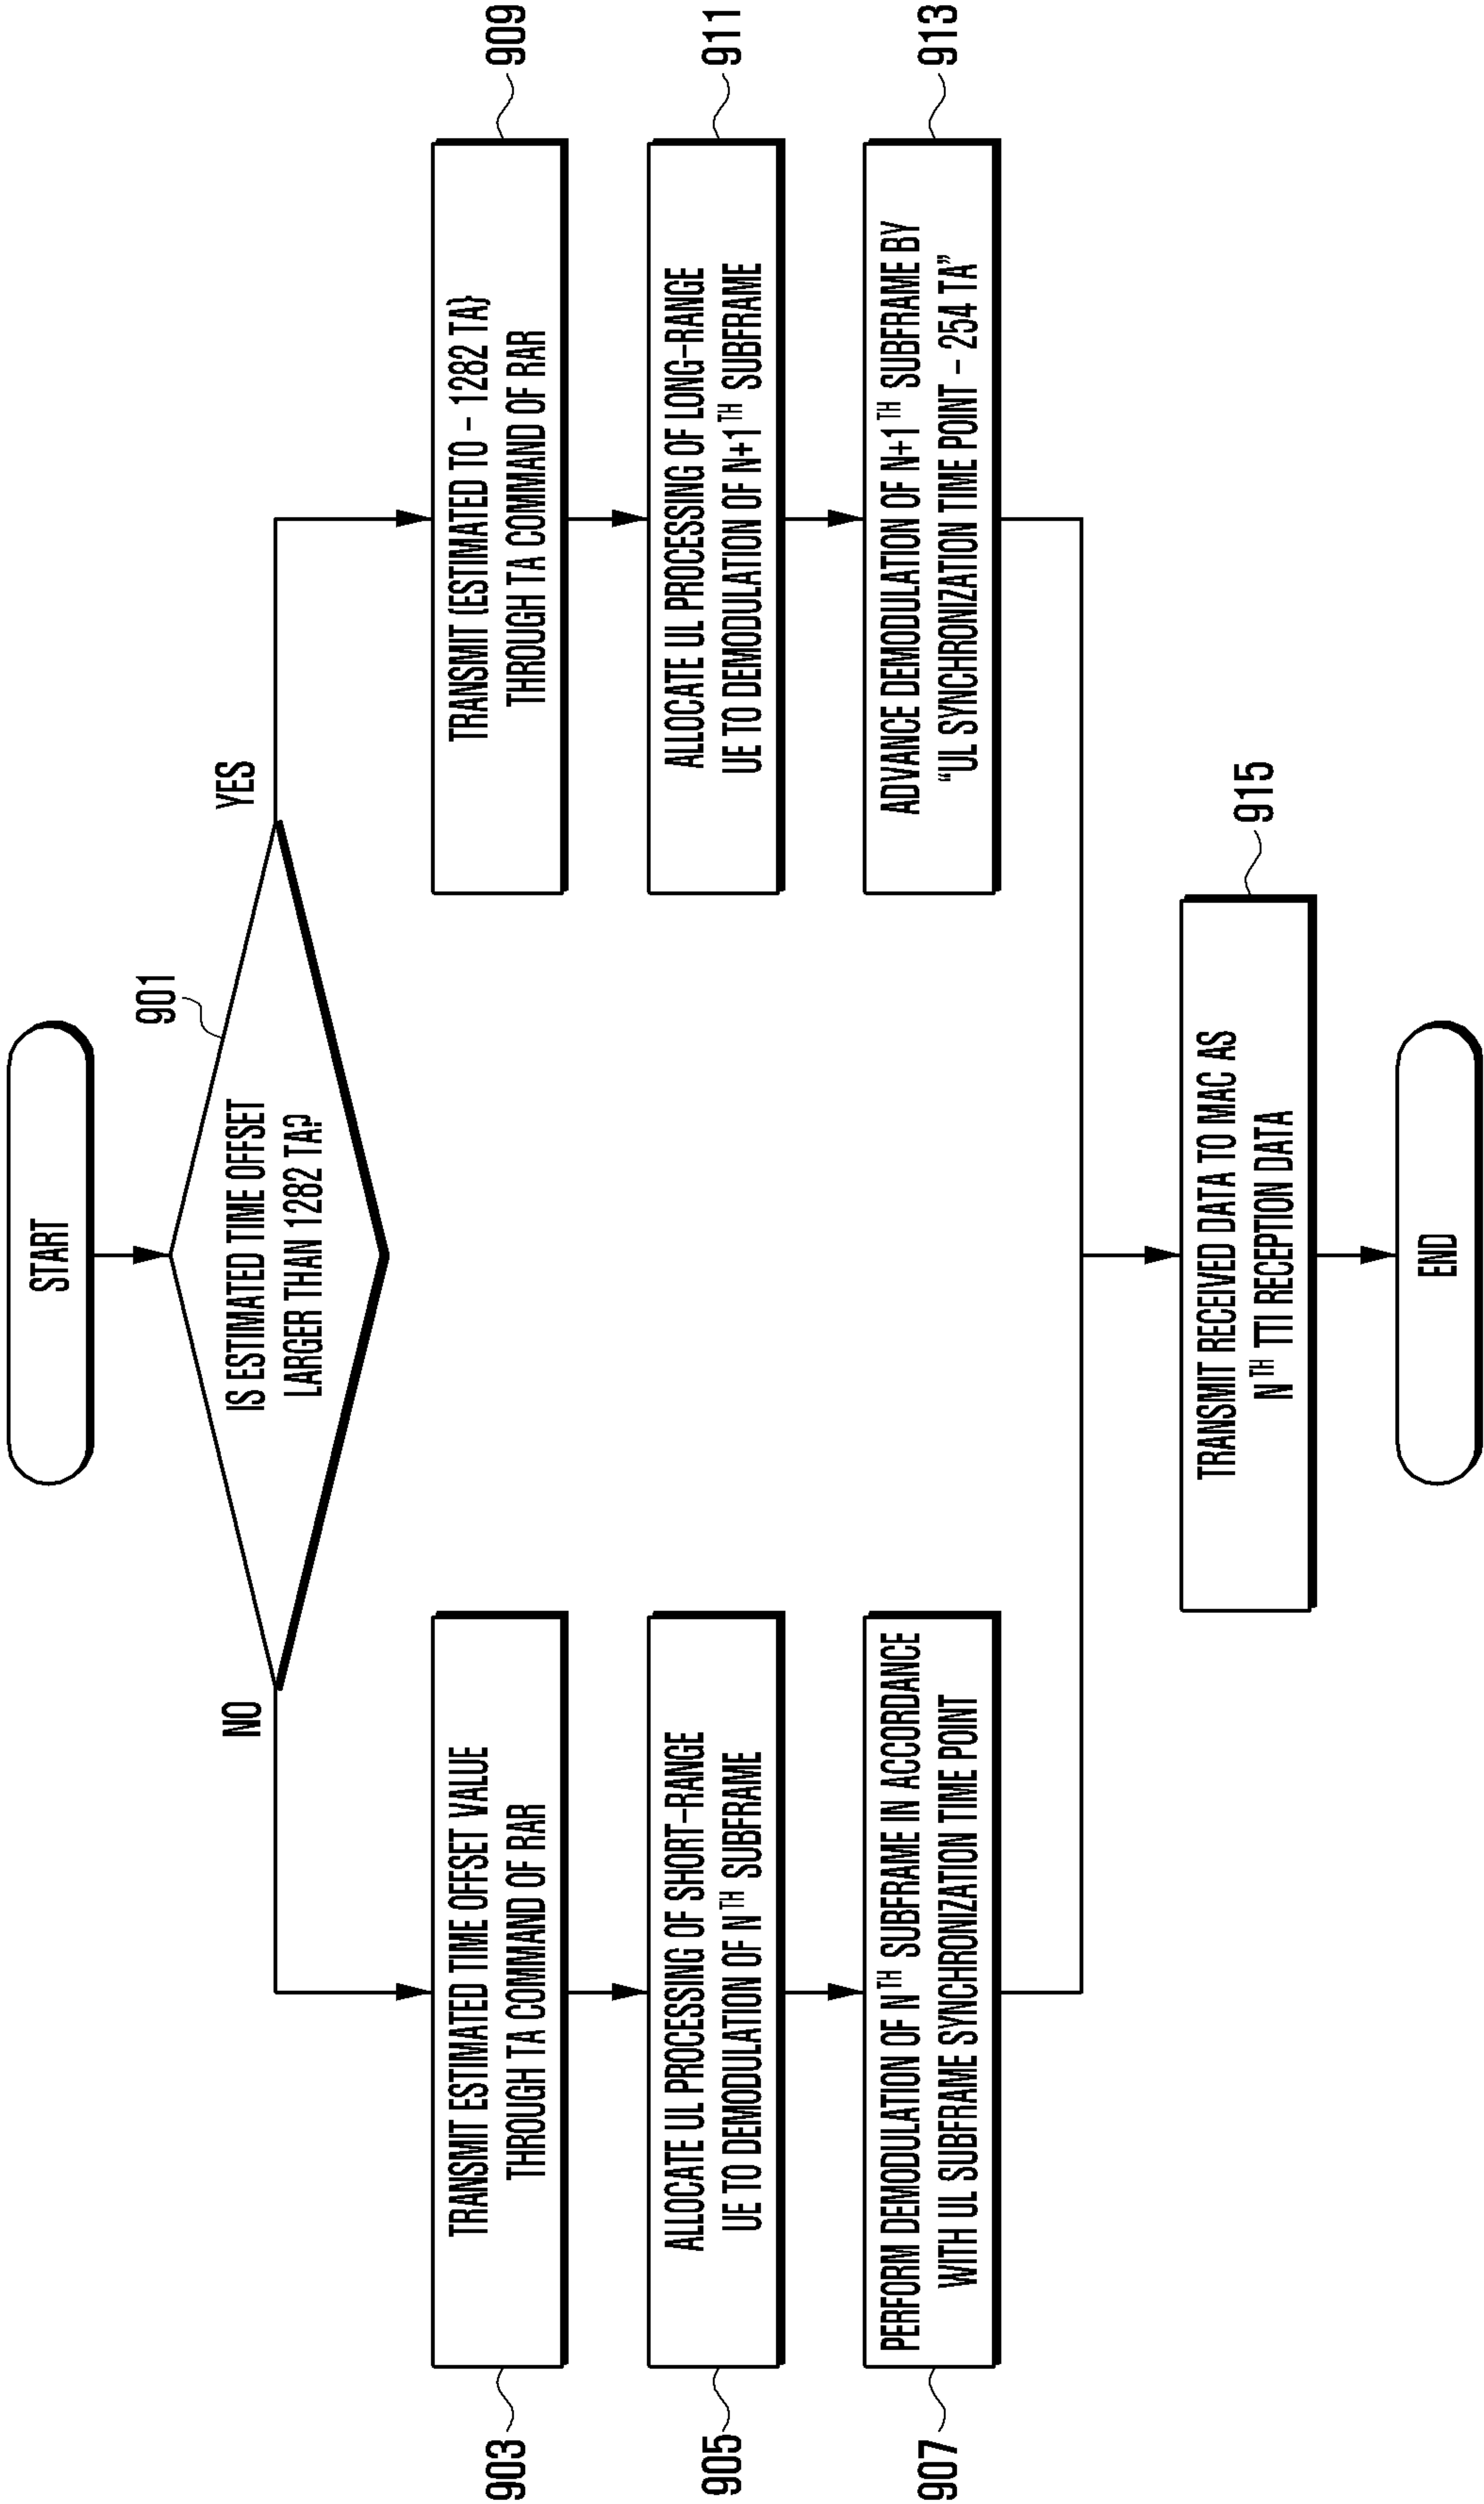 START
901
IS ESTIMATED TIME OFFSET
LARGER THAN 1282 TA?
NO
YES
903
TRANSMIT ESTIMATED TIME OFFSET VALUE
THROUGH TA COMMAND OF RAR
905
ALLOCATE UL PROCESSING OF SHORT-RANGE
UE TO DEMODULATION OF NTH SUBFRAME
907
PERFORM DEMODULATION OF NTH SUBFRAME IN ACCORDANCE
WITH UL SUBFRAME SYNCHRONIZATION TIME POINT
909
TRANSMIT (ESTIMATED TO - 1282 TA)
THROUGH TA COMMAND OF RAR
911
ALLOCATE UL PROCESSING OF LONG-RANGE
UE TO DEMODULATION OF N+1TH SUBFRAME
913
ADVANCE DEMODULATION OF N+1TH SUBFRAME BY
"UL SYNCHRONIZATION TIME POINT - 254 TA"
915
TRANSMIT RECEIVED DATA TO MAC AS
NTH TTI RECEPTION DATA
END